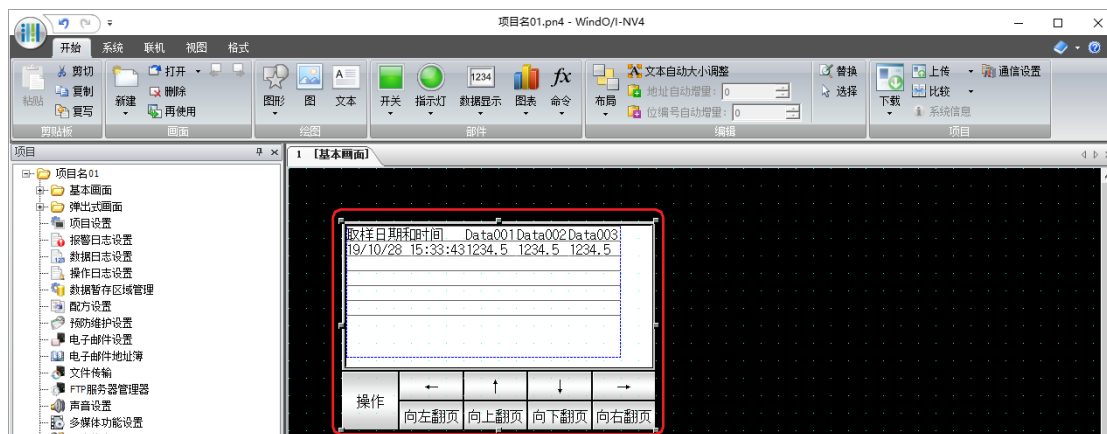 项目名01.pn4 - WindO/I-NV4
开始 系统 联机 视图 格式
粘贴 剪切 复制 复写 剪贴板
新建 打开 删除 再使用 画面
图形 图 文本 绘图
开关 指示灯 1234 数据显示 图表 fx 命令 部件
布局 文本自动大小调整 替换
地址自动增量: 0 选择
位编号自动增量: 0
编辑
下载 上传 比较 系统信息 通信设置 项目
项目
项目名01
基本画面
弹出式画面
项目设置
报警日志设置
数据日志设置
操作日志设置
数据暂存区域管理
配方设置
预防维护设置
电子邮件设置
电子邮件地址簿
文件传输
FTP服务器管理器
声音设置
多媒体功能设置
1 [基本画面]
取样日期和时间 Data001 Data002 Data003
19/10/28 15:33:43 1234.5 1234.5 1234.5
操作 ← ↑ ↓ →
向左翻页 向上翻页 向下翻页 向右翻页